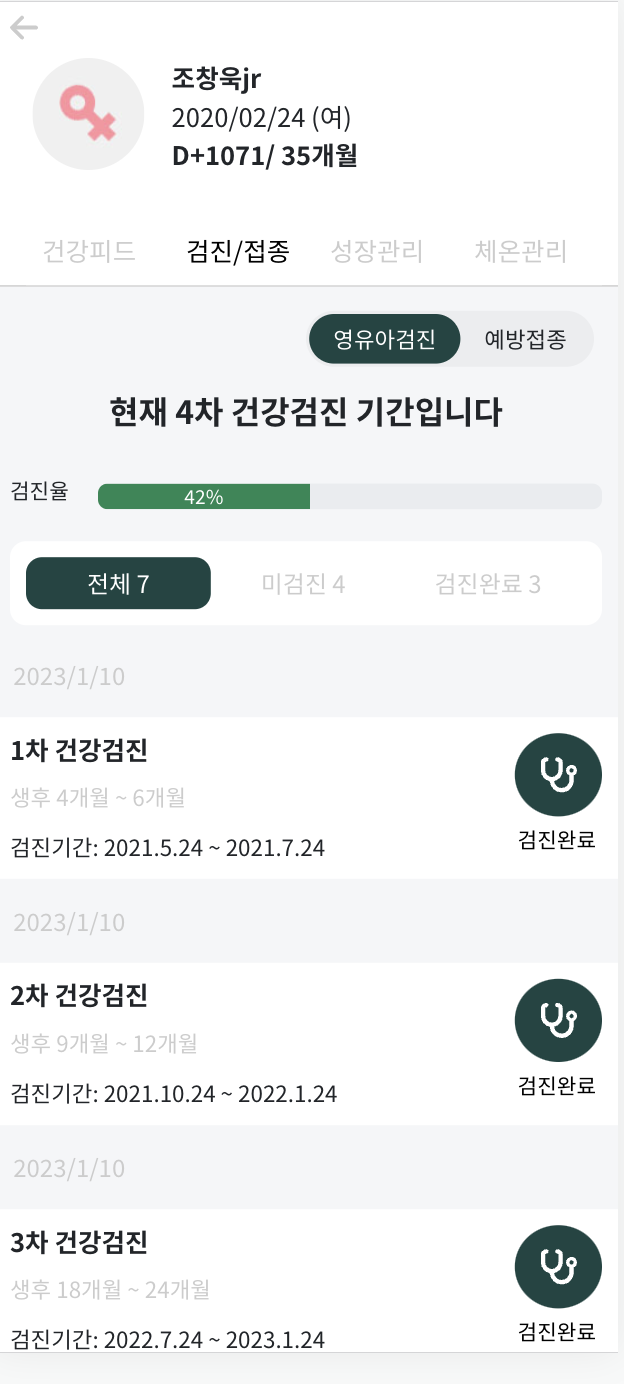 조창욱jr
2020/02/24 (여)
D+1071/ 35개월
건강피드 검진/접종 성장관리 체온관리
영유아검진 예방접종
현재 4차 건강검진 기간입니다
검진율 42%
전체 7 미검진 4 검진완료 3
2023/1/10
1차 건강검진
생후 4개월 ~ 6개월
검진기간: 2021.5.24 ~ 2021.7.24
검진완료
2023/1/10
2차 건강검진
생후 9개월 ~ 12개월
검진기간: 2021.10.24 ~ 2022.1.24
검진완료
2023/1/10
3차 건강검진
생후 18개월 ~ 24개월
검진기간: 2022.7.24 ~ 2023.1.24
검진완료